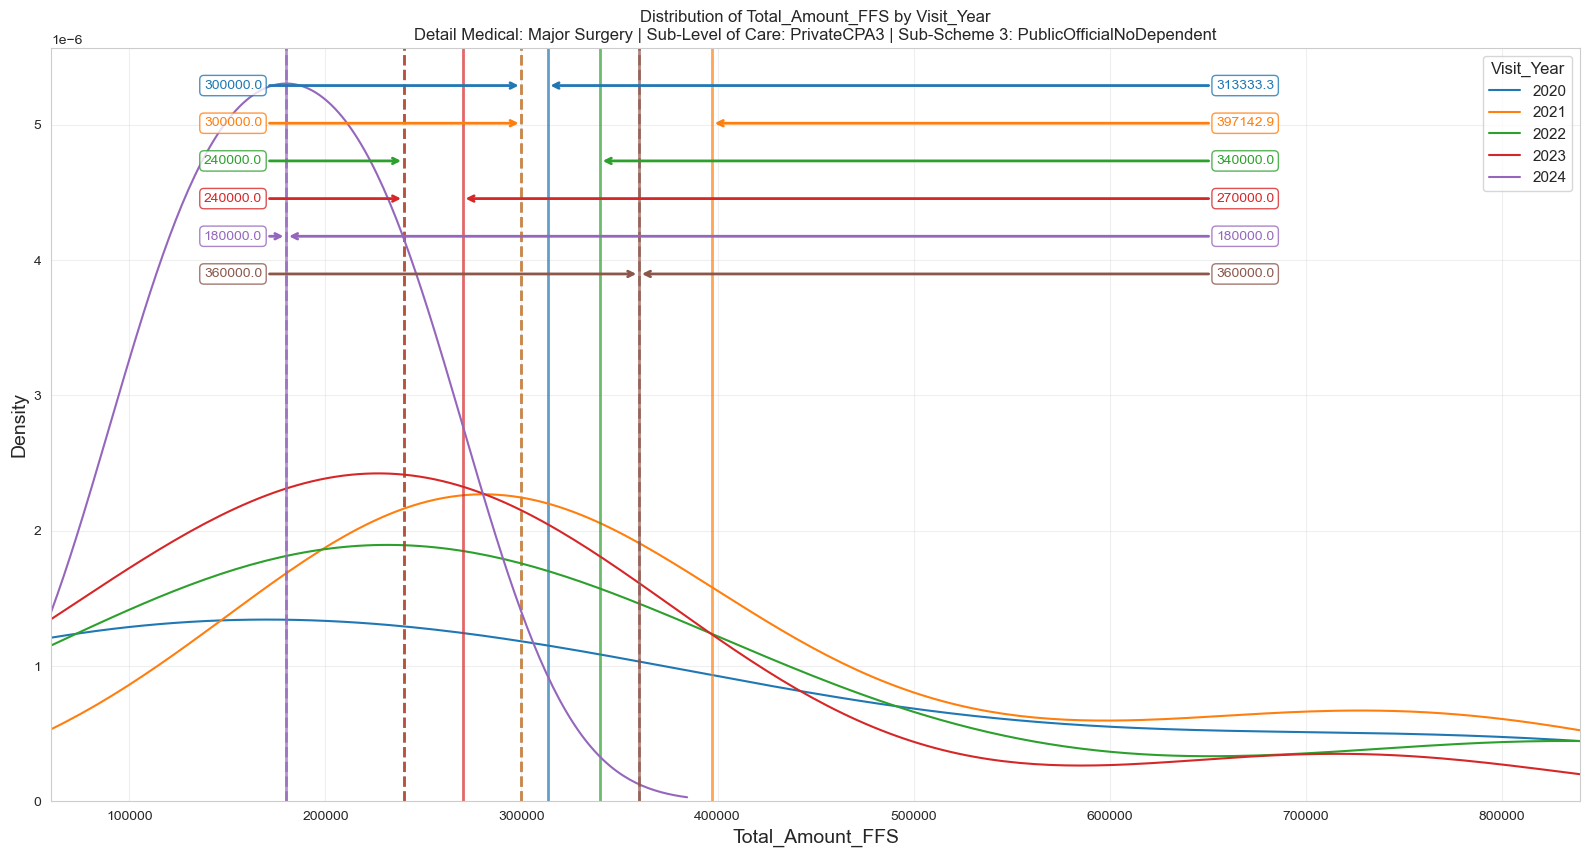 Distribution of Total_Amount_FFS by Visit_Year
Detail Medical: Major Surgery | Sub-Level of Care: PrivateCPA3 | Sub-Scheme 3: PublicOfficialNoDependent
1e−6
Visit_Year
2020
2021
2022
2023
2024
300000.0 313333.3
300000.0 397142.9
240000.0 340000.0
240000.0 270000.0
180000.0 180000.0
360000.0 360000.0
Density
5
4
3
2
1
0
100000 200000 300000 400000 500000 600000 700000 800000
Total_Amount_FFS